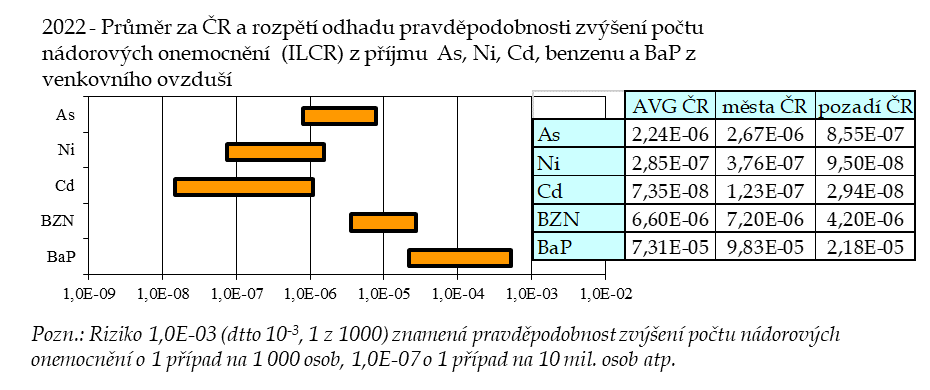 2022 - Průměr za ČR a rozpětí odhadu pravděpodobnosti zvýšení počtu
nádorových onemocnění (ILCR) z příjmu As, Ni, Cd, benzenu a BaP z
venkovního ovzduší
As
Ni
Cd
BZN
BaP
1,0E-09 1,0E-08 1,0E-07 1,0E-06 1,0E-05 1,0E-04 1,0E-03 1,0E-02
AVG ČR města ČR pozadí ČR
As 2,24E-06 2,67E-06 8,55E-07
Ni 2,85E-07 3,76E-07 9,50E-08
Cd 7,35E-08 1,23E-07 2,94E-08
BZN 6,60E-06 7,20E-06 4,20E-06
BaP 7,31E-05 9,83E-05 2,18E-05
Pozn.: Riziko 1,0E-03 (dtto 10⁻³, 1 z 1000) znamená pravděpodobnost zvýšení počtu nádorových
onemocnění o 1 případ na 1 000 osob, 1,0E-07 o 1 případ na 10 mil. osob atp.